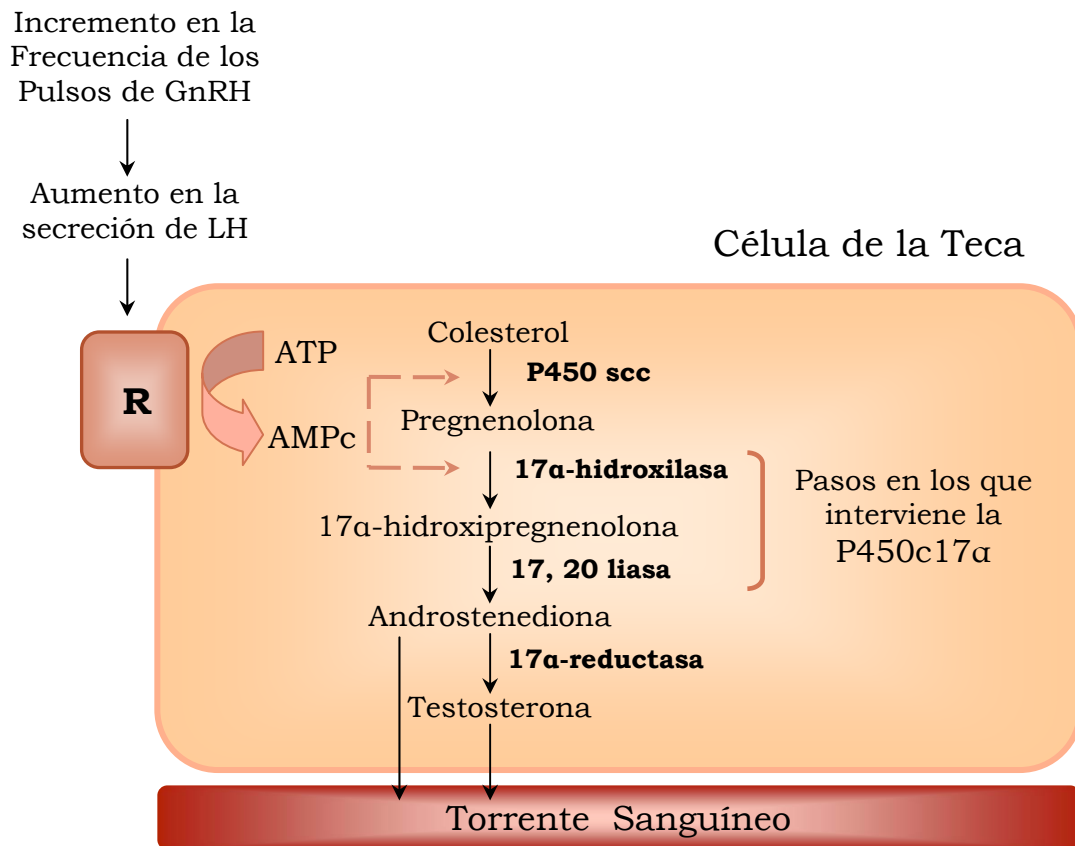 Incremento en la
Frecuencia de los
Pulsos de GnRH
Aumento en la
secreción de LH
Célula de la Teca
R
ATP
AMPc
Colesterol
P450 scc
Pregnenolona
17α-hidroxilasa
17α-hidroxipregnenolona
17, 20 liasa
Androstenediona
17α-reductasa
Testosterona
Pasos en los que
interviene la
P450c17α
Torrente Sanguíneo